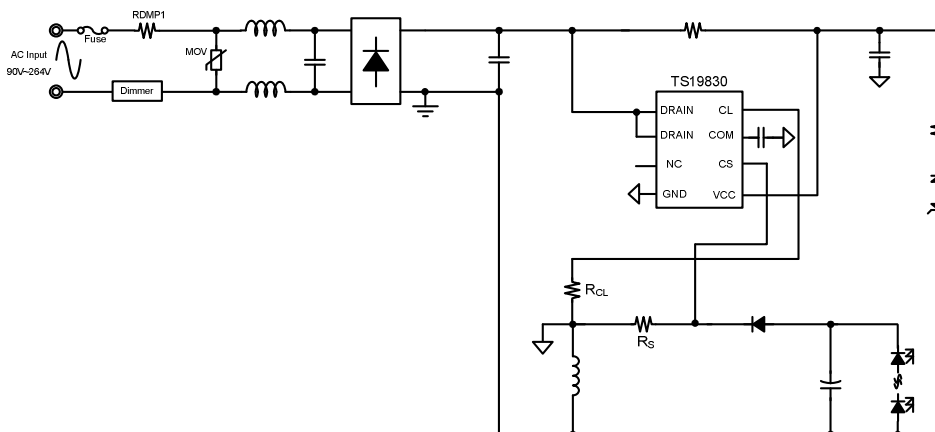 RDMP1
Fuse
MOV
AC Input
90V~264V
Dimmer
TS19830
DRAIN
CL
DRAIN
COM
NC
CS
GND
VCC
RCL
RS